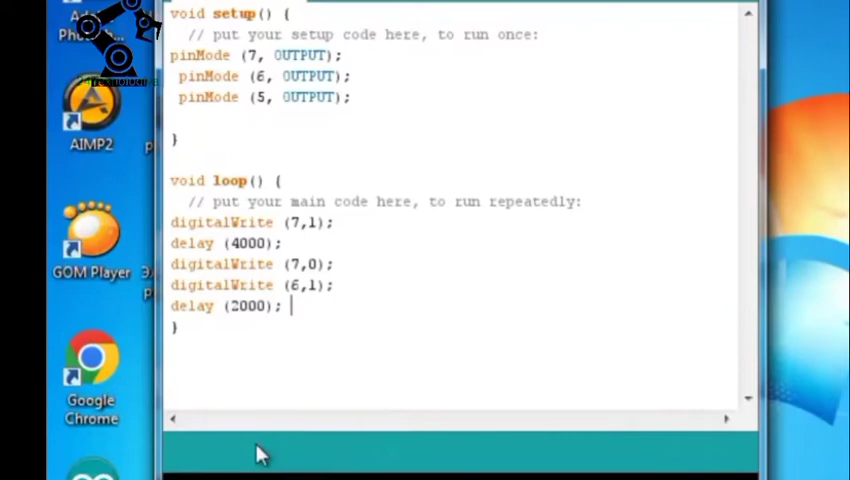 void setup() {
// put your setup code here, to run once:
pinMode (7, OUTPUT);
pinMode (6, OUTPUT);
pinMode (5, OUTPUT);
}
void loop() {
// put your main code here, to run repeatedly:
digitalWrite (7,1);
delay (4000);
digitalWrite (7,0);
digitalWrite (6,1);
delay (2000);
}
Photosh...
AIMP2
GOM Player
Google
Chrome